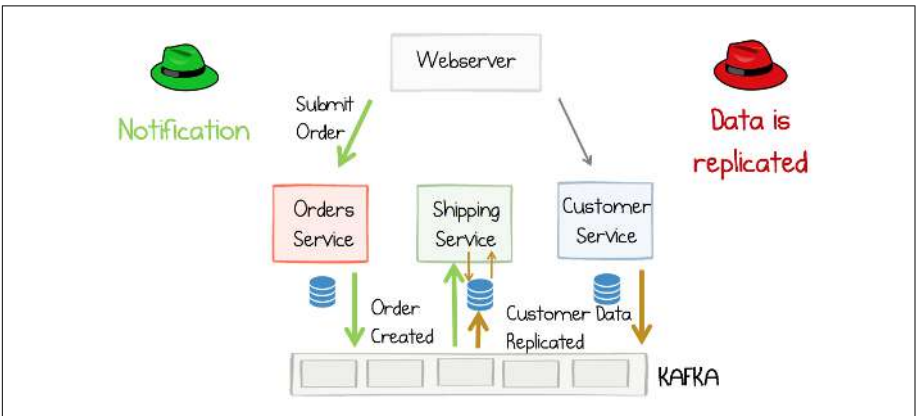 Webserver
Notification
Submit
Order
Data is
replicated
Orders
Service
Shipping
Service
Customer
Service
Order
Created
Customer Data
Replicated
KAFKA